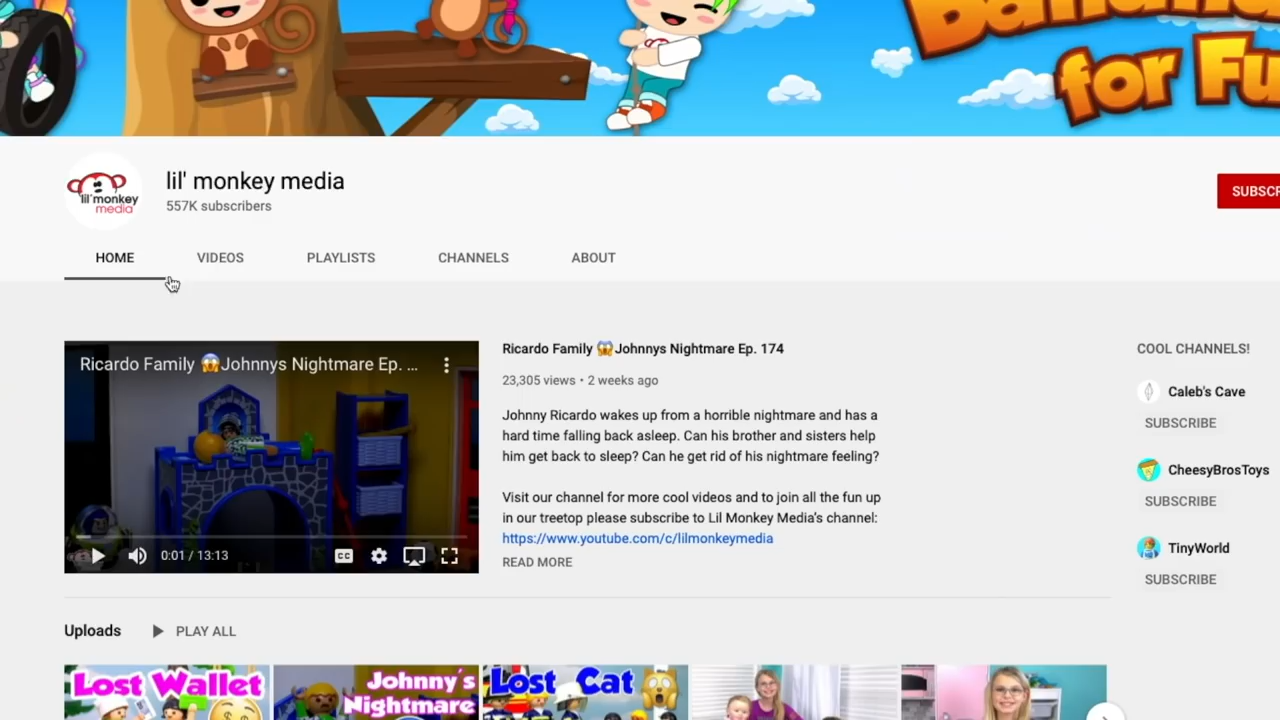 for Fu
lil' monkey
media
lil' monkey media
557K subscribers
SUBSCR
HOME
VIDEOS
PLAYLISTS
CHANNELS
ABOUT
Ricardo Family 😱Johnnys Nightmare Ep. ...
CC
0:01 / 13:13
Ricardo Family 😱Johnnys Nightmare Ep. 174
23,305 views • 2 weeks ago
Johnny Ricardo wakes up from a horrible nightmare and has a
hard time falling back asleep. Can his brother and sisters help
him get back to sleep? Can he get rid of his nightmare feeling?
Visit our channel for more cool videos and to join all the fun up
in our treetop please subscribe to Lil Monkey Media's channel:
https://www.youtube.com/c/lilmonkeymedia
READ MORE
COOL CHANNELS!
Caleb's Cave
SUBSCRIBE
CheesyBrosToys
SUBSCRIBE
TinyWorld
SUBSCRIBE
Uploads
PLAY ALL
Lost Wallet
Johnny's
Nightmare
Lost Cat